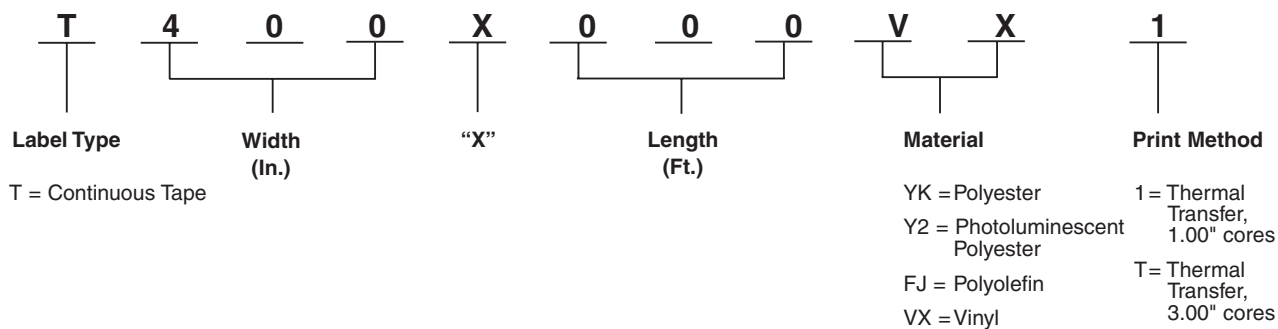 T 4 0 0 X 0 0 0 V X 1
Label Type
Width
(In.)
“X”
Length
(Ft.)
Material
Print Method
T = Continuous Tape
YK = Polyester
Y2 = Photoluminescent
Polyester
FJ = Polyolefin
VX = Vinyl
1 = Thermal
Transfer,
1.00" cores
T = Thermal
Transfer,
3.00" cores